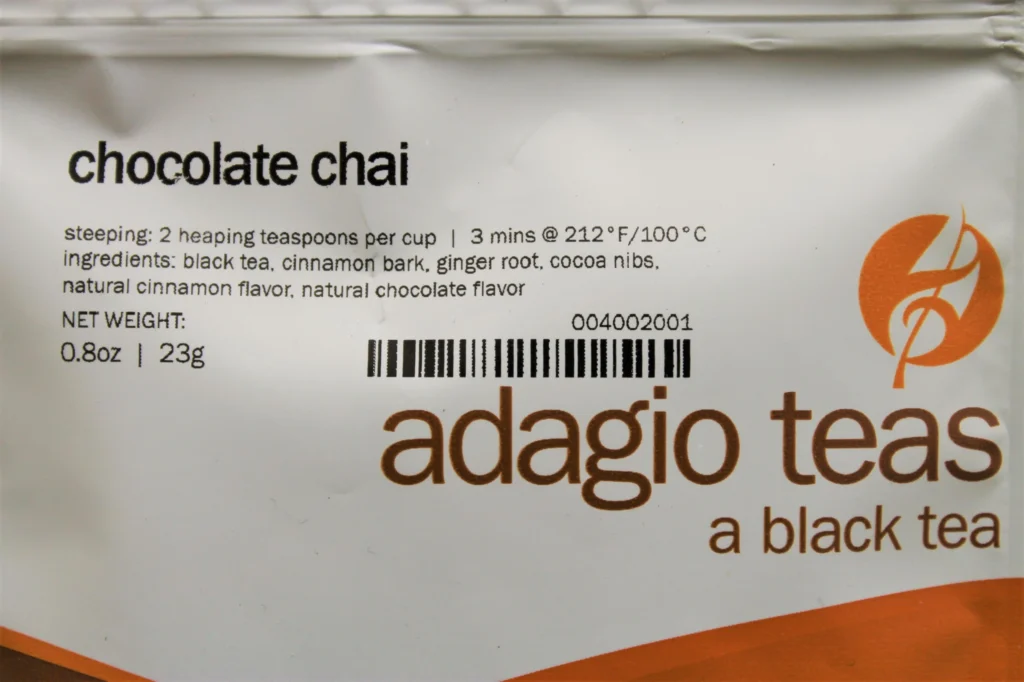 chocolate chai
steeping: 2 heaping teaspoons per cup | 3 mins @ 212°F/100°C
ingredients: black tea, cinnamon bark, ginger root, cocoa nibs,
natural cinnamon flavor, natural chocolate flavor
NET WEIGHT:
0.8oz | 23g
004002001
adagio teas
a black tea